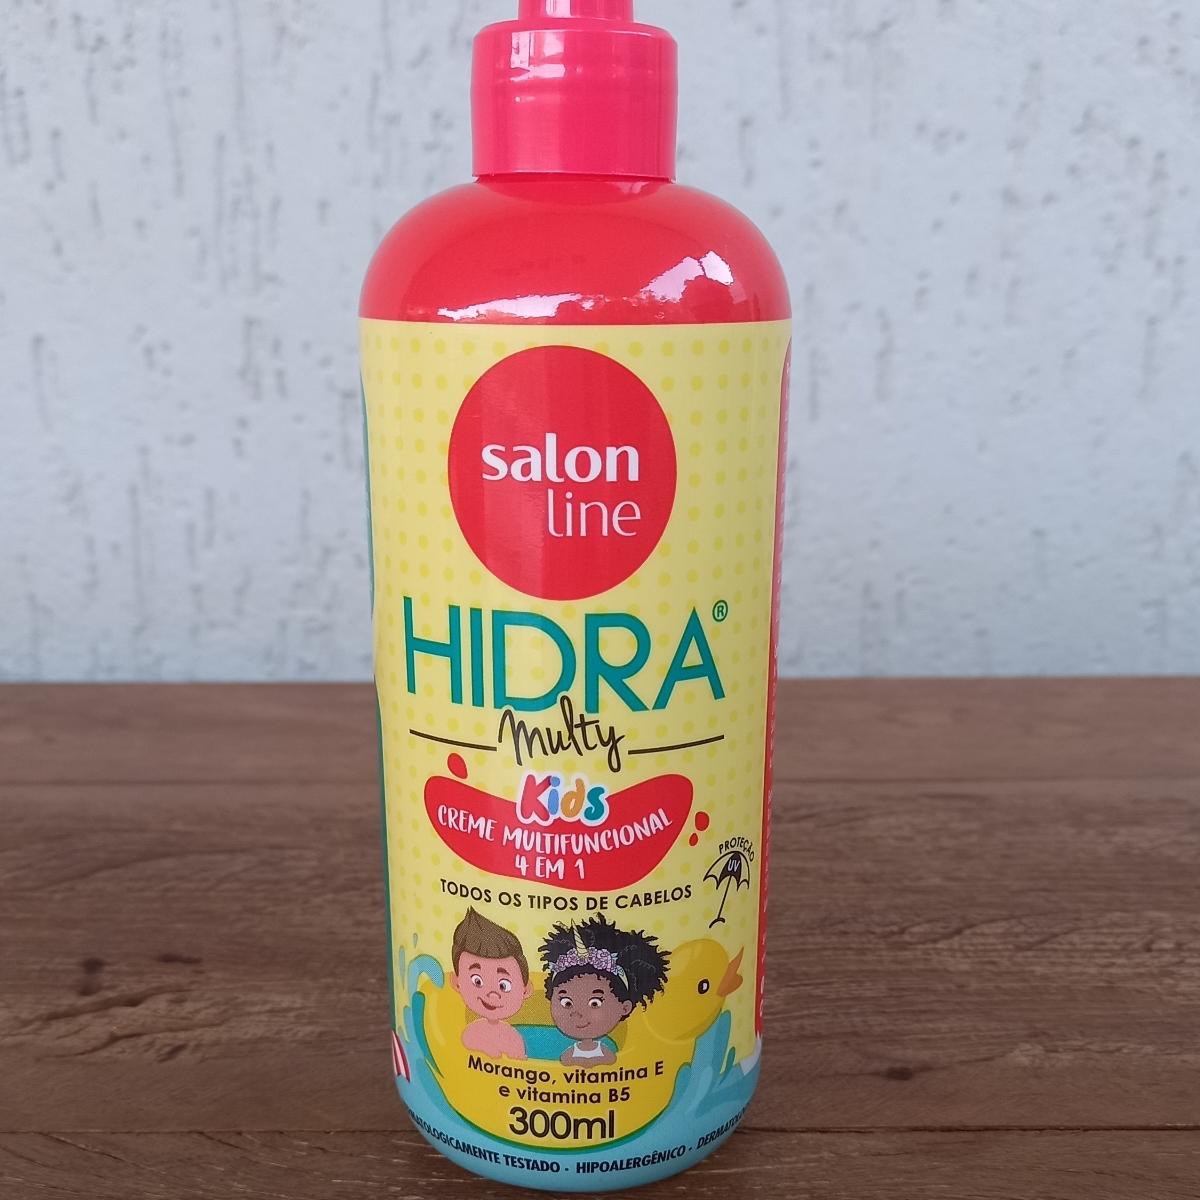 salon
line
HIDRA®
Multy
Kids
CREME MULTIFUNCIONAL
4 EM 1
PROTEÇÃO
UV
TODOS OS TIPOS DE CABELOS
Morango, vitamina E
e vitamina B5
300ml
TESTADO · HIPOALERGÊNICO ·